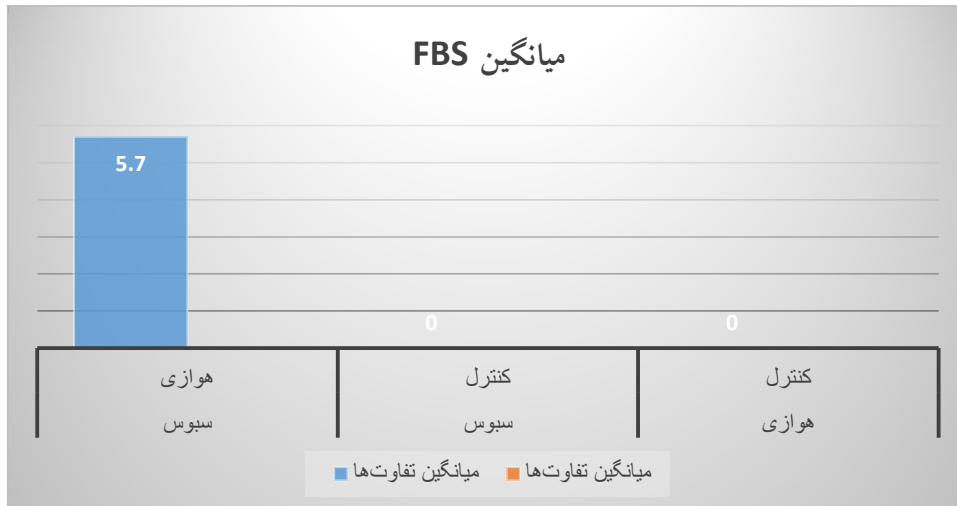 میانگین FBS
5.7
0
0
هوازی
کنترل
کنترل
سبوس
سبوس
هوازی
میانگین تفاوت‌ها
میانگین تفاوت‌ها